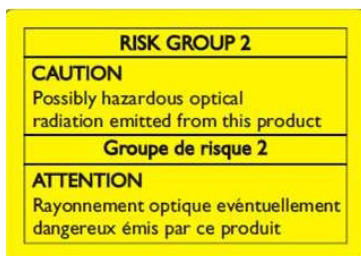 RISK GROUP 2
CAUTION
Possibly hazardous optical
radiation emitted from this product
Groupe de risque 2
ATTENTION
Rayonnement optique evéntuellement
dangereux émis par ce produit